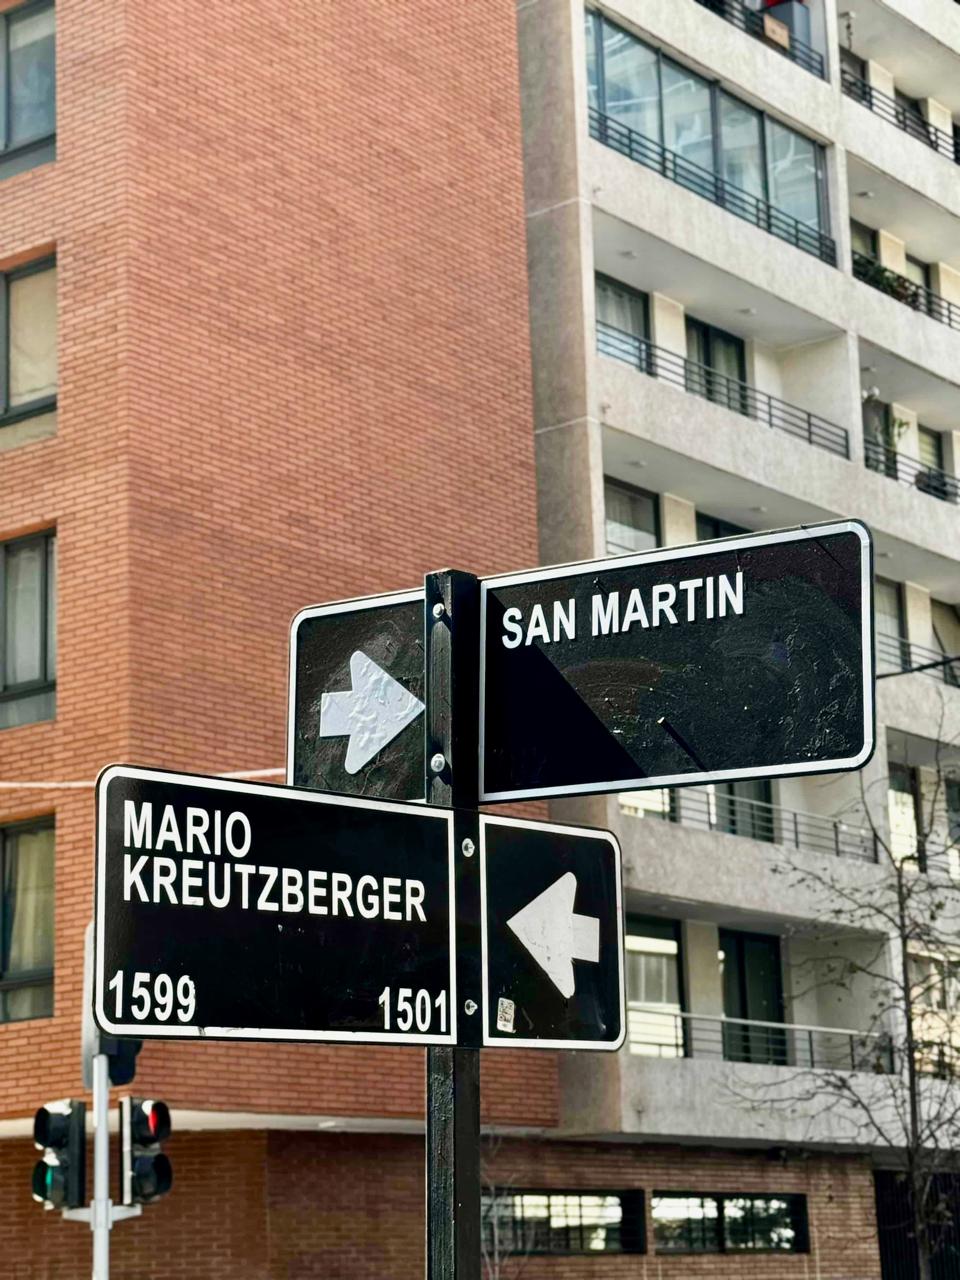 SAN MARTIN
MARIO
KREUTZBERGER
1599 1501